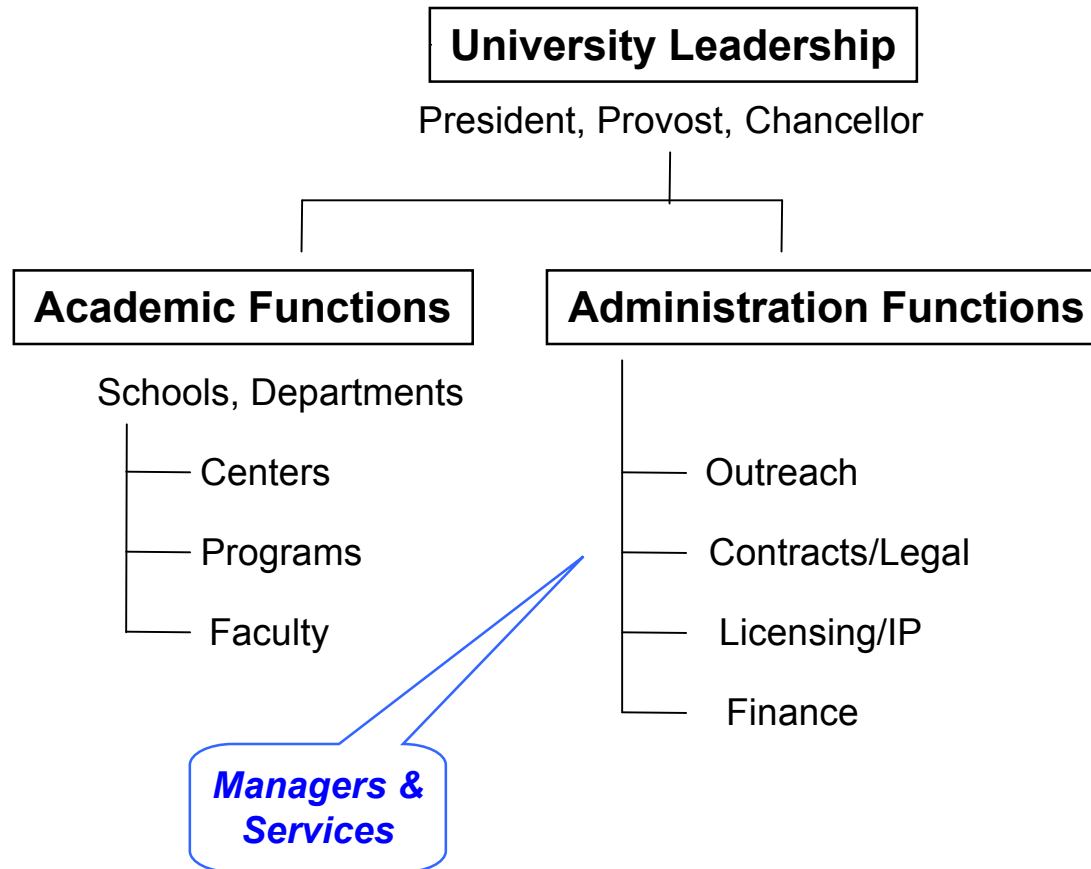 University Leadership
President, Provost, Chancellor
Academic Functions
Schools, Departments
Centers
Programs
Faculty
Administration Functions
Outreach
Contracts/Legal
Licensing/IP
Finance
Managers &
Services